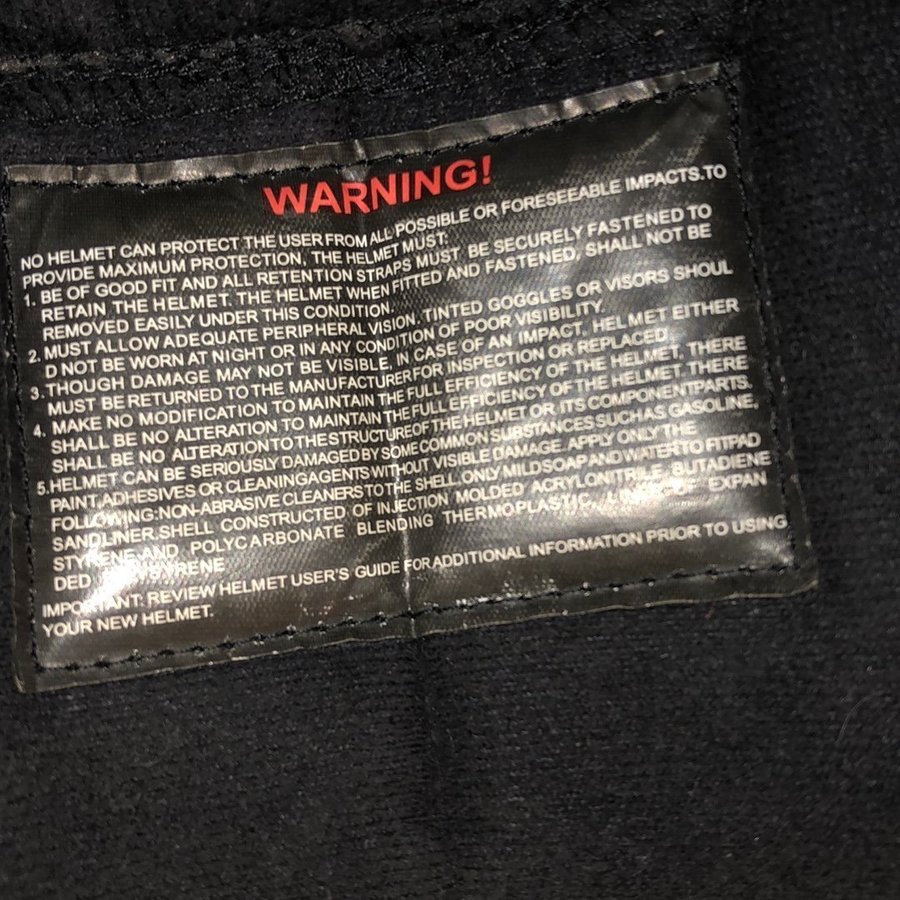 WARNING!
NO HELMET CAN PROTECT THE USER FROM ALL POSSIBLE OR FORESEEABLE IMPACTS.TO
PROVIDE MAXIMUM PROTECTION, THE HELMET MUST:
1. BE OF GOOD FIT AND ALL RETENTION STRAPS MUST BE SECURELY FASTENED TO
RETAIN THE HELMET. THE HELMET WHEN FITTED AND FASTENED, SHALL NOT BE
REMOVED EASILY UNDER THIS CONDITION.
2. MUST ALLOW ADEQUATE PERIPHERAL VISION. TINTED GOGGLES OR VISORS SHOUL
D NOT BE WORN AT NIGHT OR IN ANY CONDITION OF POOR VISIBILITY.
3. THOUGH DAMAGE MAY NOT BE VISIBLE, IN CASE OF AN IMPACT, HELMET EITHER
MUST BE RETURNED TO THE MANUFACTURER FOR INSPECTION OR REPLACED.
4. MAKE NO MODIFICATION TO MAINTAIN THE FULL EFFICIENCY OF THE HELMET. THERE
SHALL BE NO ALTERATION TO MAINTAIN THE FULL EFFICIENCY OF THE HELMET. THERE
SHALL BE NO ALTERATION TO THE STRUCTURE OF THE HELMET OR ITS COMPONENT PARTS.
5. HELMET CAN BE SERIOUSLY DAMAGED BY SOME COMMON SUBSTANCES SUCH AS GASOLINE,
PAINT, ADHESIVES OR CLEANING AGENTS WITHOUT VISIBLE DAMAGE. APPLY ONLY THE
FOLLOWING: NON-ABRASIVE CLEANERS TO THE SHELL, ONLY MILD SOAP AND WATER TO FIT PAD
S AND LINER. SHELL CONSTRUCTED OF INJECTION MOLDED ACRYLONITRILE BUTADIENE
STYRENE AND POLYCARBONATE BLENDING THERMOPLASTIC, EXPAN
DED
IMPORTANT: REVIEW HELMET USER'S GUIDE FOR ADDITIONAL INFORMATION PRIOR TO USING
YOUR NEW HELMET.